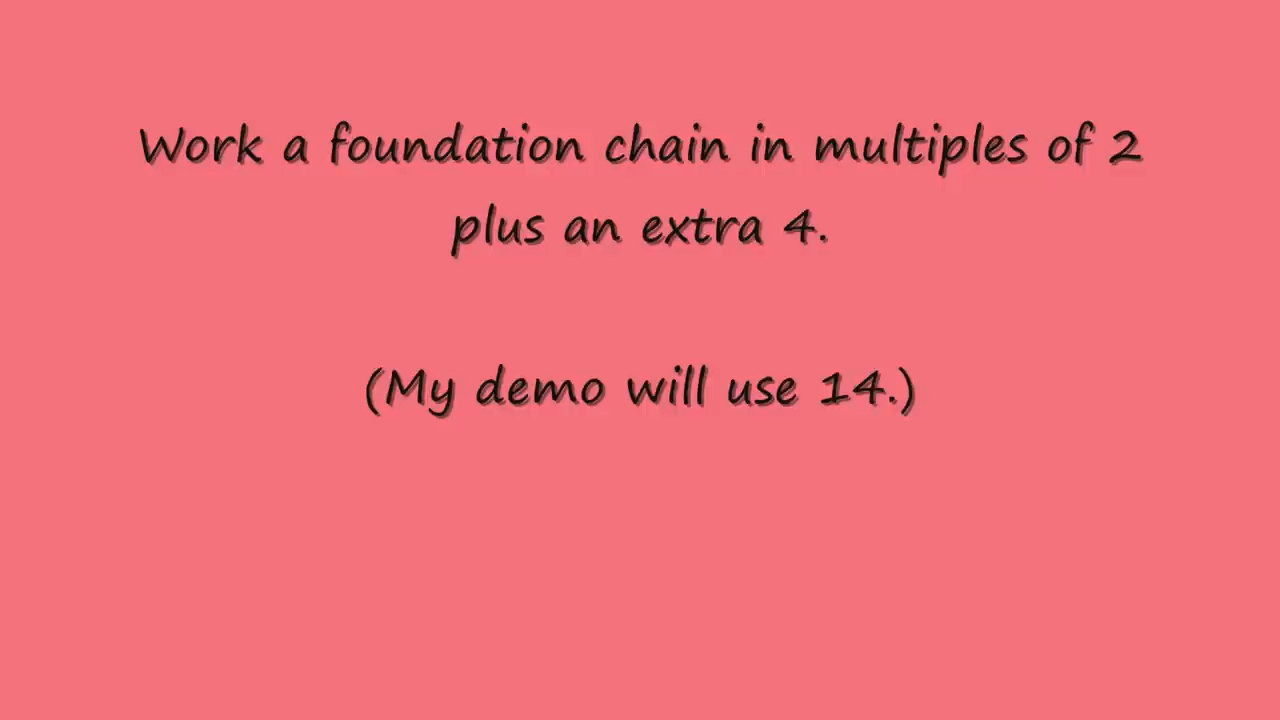 Work a foundation chain in multiples of 2
plus an extra 4.
(My demo will use 14.)